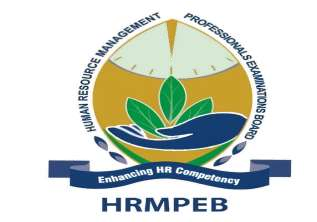 HUMAN RESOURCE MANAGEMENT
PROFESSIONALS EXAMINATIONS BOARD
Enhancing HR Competency
HRMPEB